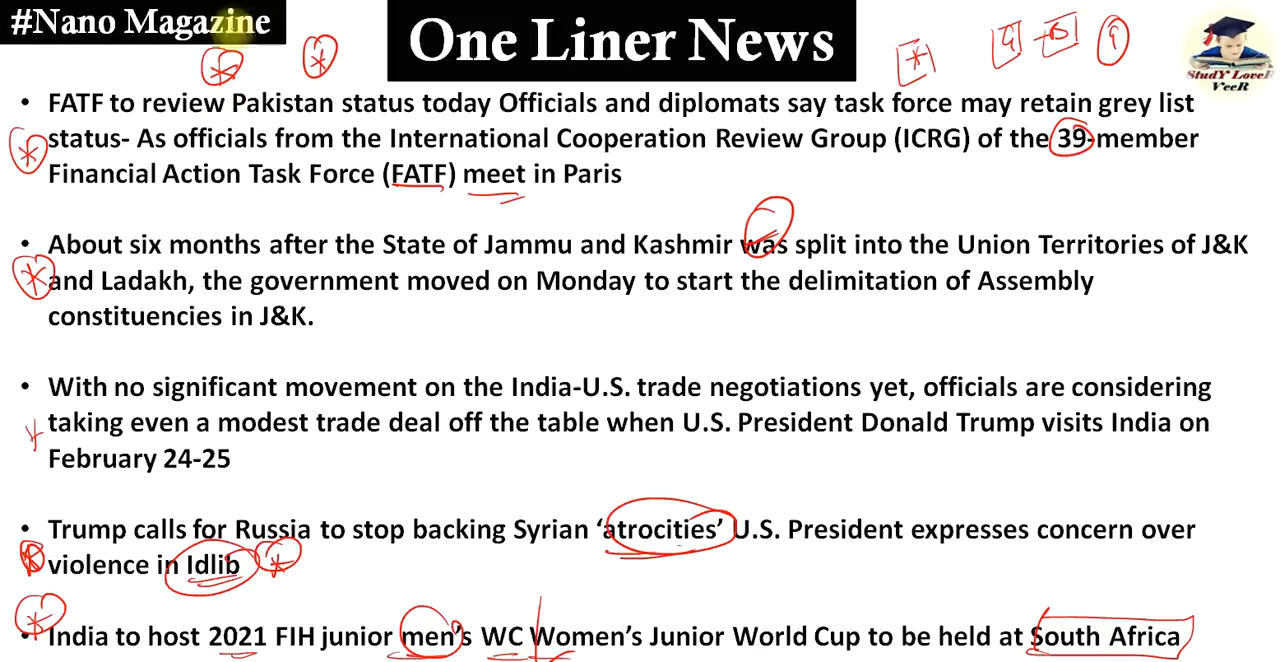 #Nano Magazine
One Liner News
StudY LoveR
VeeR
• FATF to review Pakistan status today Officials and diplomats say task force may retain grey list
status- As officials from the International Cooperation Review Group (ICRG) of the 39-member
Financial Action Task Force (FATF) meet in Paris
• About six months after the State of Jammu and Kashmir was split into the Union Territories of J&K
and Ladakh, the government moved on Monday to start the delimitation of Assembly
constituencies in J&K.
• With no significant movement on the India-U.S. trade negotiations yet, officials are considering
taking even a modest trade deal off the table when U.S. President Donald Trump visits India on
February 24-25
• Trump calls for Russia to stop backing Syrian ‘atrocities’ U.S. President expresses concern over
violence in Idlib
• India to host 2021 FIH junior men's WC Women's Junior World Cup to be held at South Africa